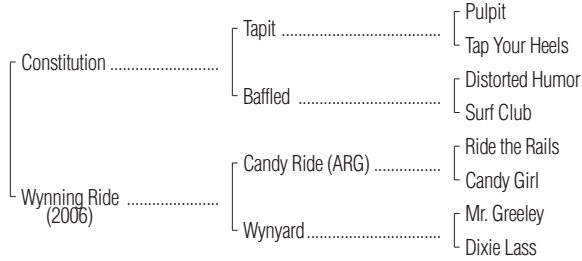 Pulpit
Tapit ........................................
Tap Your Heels
Constitution ...........................
Distorted Humor
Baffled ....................................
Surf Club
Ride the Rails
Candy Ride (ARG) .................
Candy Girl
Wynning Ride .......................
(2006)
Mr. Greeley
Wynyard..................................
Dixie Lass